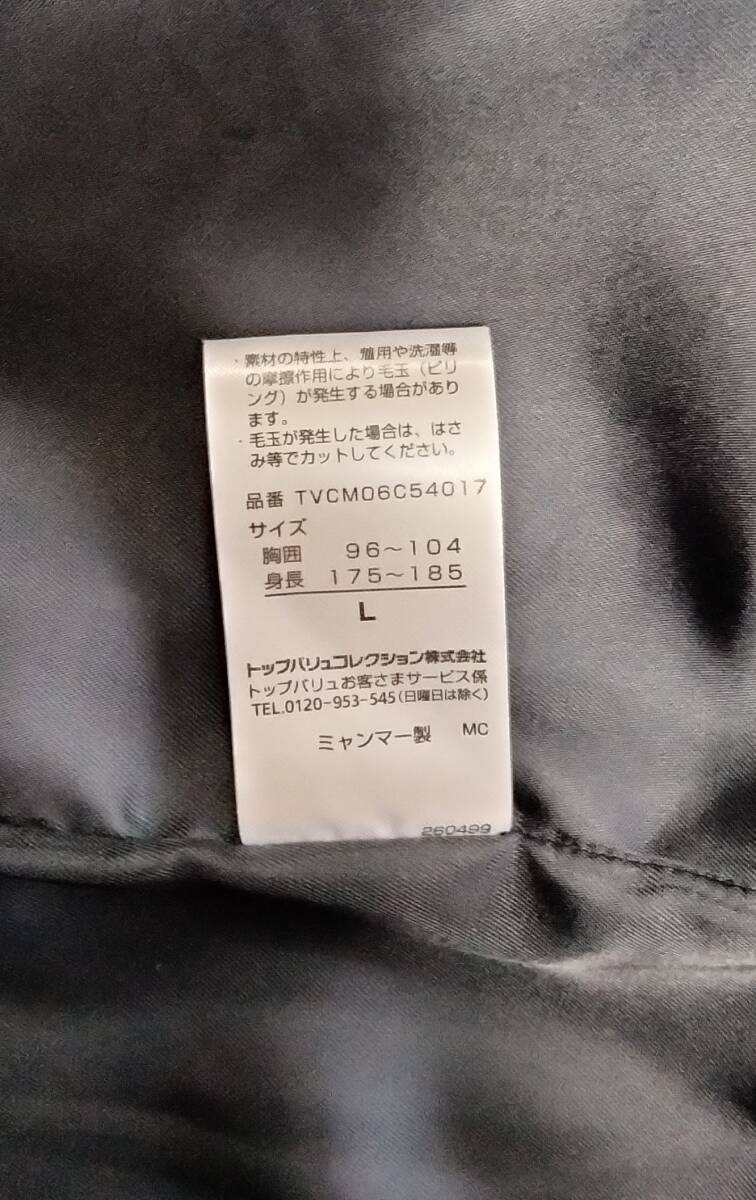 ・素材の特性上、着用や洗濯等
の摩擦作用により毛玉（ピリ
ング）が発生する場合があり
ます。
・毛玉が発生した場合は、はさ
み等でカットしてください。
品番 TVCM06C54017
サイズ
胸囲 96～104
身長 175～185
L
トップバリュコレクション株式会社
トップバリュお客さまサービス係
TEL.0120-953-545（日曜日は除く）
ミャンマー製 MC
260499